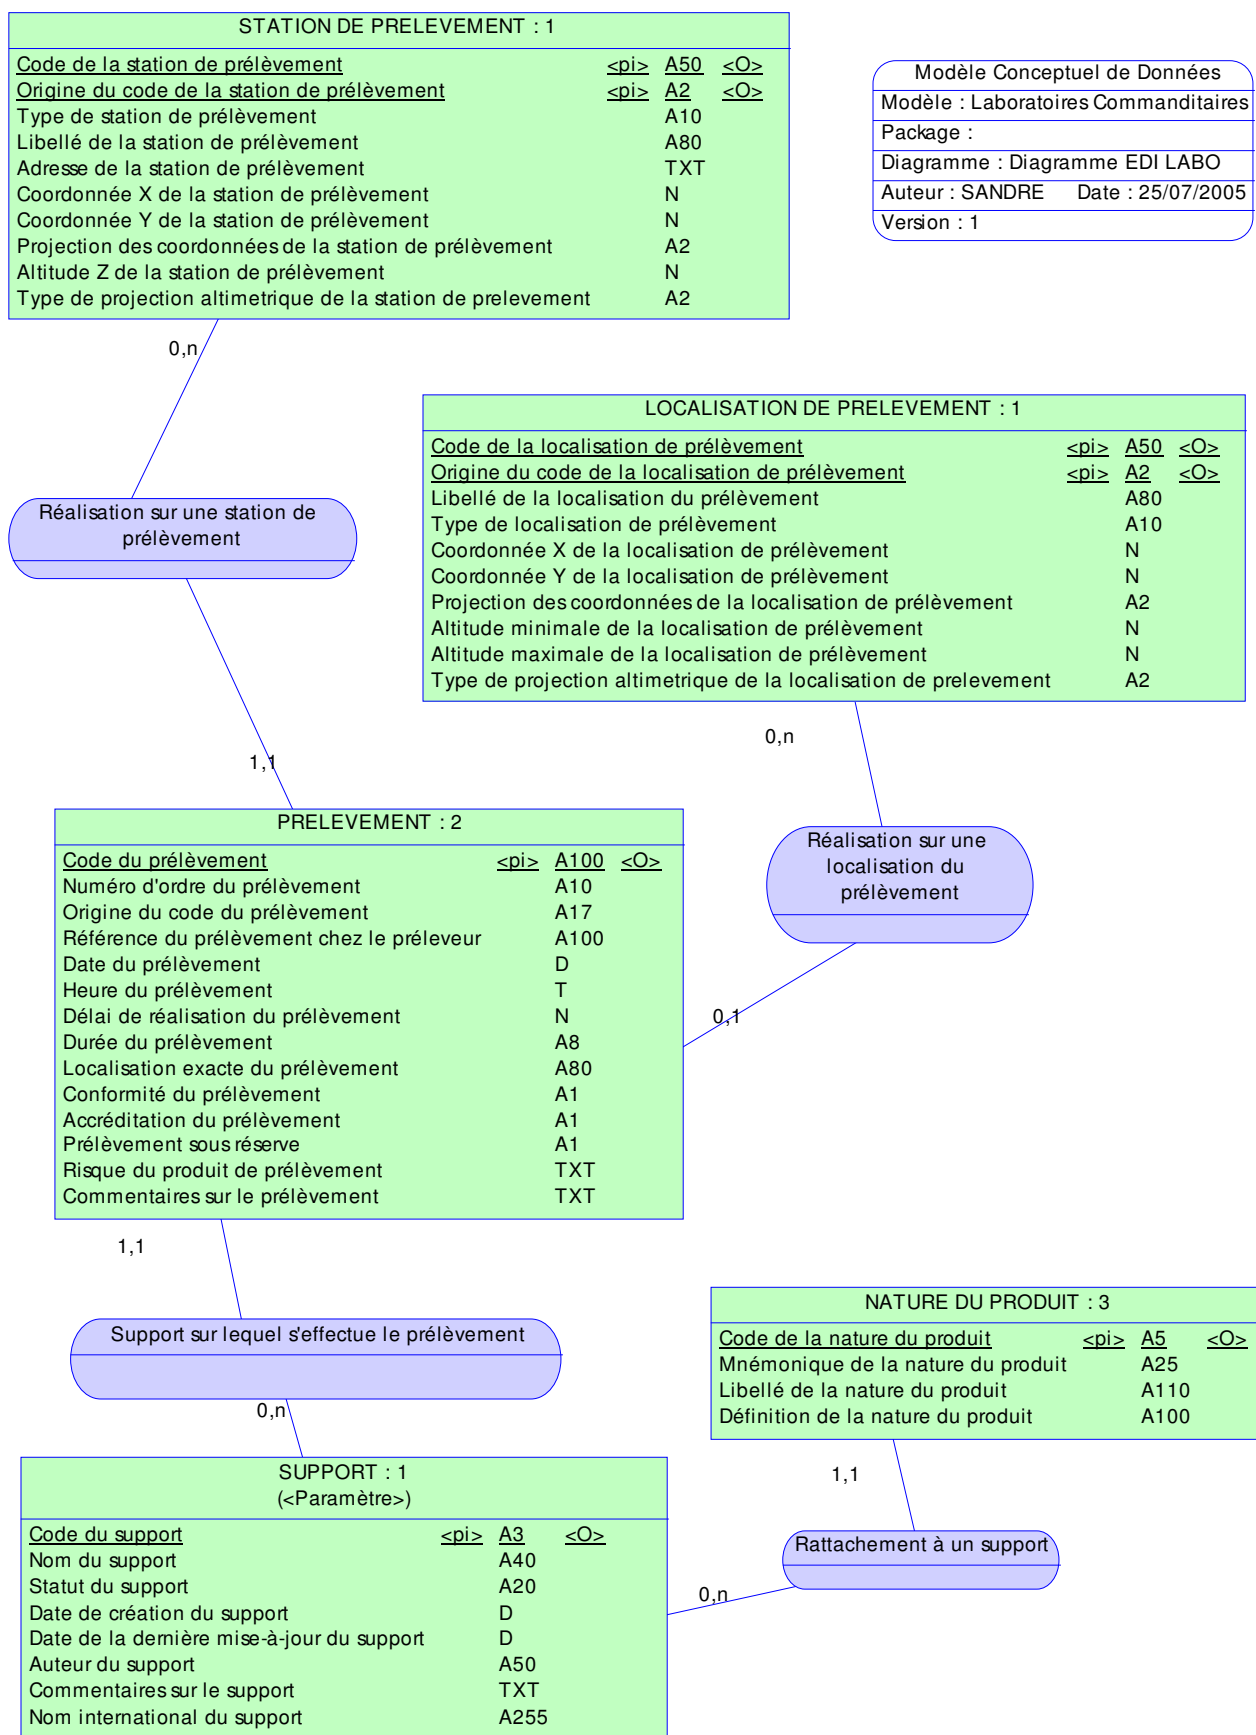 STATION DE PRELEVEMENT : 1
Code de la station de prélèvement <pi> A50 <O>
Origine du code de la station de prélèvement <pi> A2 <O>
Type de station de prélèvement A10
Libellé de la station de prélèvement A80
Adresse de la station de prélèvement TXT
Coordonnée X de la station de prélèvement N
Coordonnée Y de la station de prélèvement N
Projection des coordonnées de la station de prélèvement A2
Altitude Z de la station de prélèvement N
Type de projection altimetrique de la station de prelevement A2
Modèle Conceptuel de Données
Modèle : Laboratoires Commanditaires
Package :
Diagramme : Diagramme EDI LABO
Auteur : SANDRE Date : 25/07/2005
Version : 1
0,n
LOCALISATION DE PRELEVEMENT : 1
Code de la localisation de prélèvement <pi> A50 <O>
Origine du code de la localisation de prélèvement <pi> A2 <O>
Libellé de la localisation du prélèvement A80
Type de localisation de prélèvement A10
Coordonnée X de la localisation de prélèvement N
Coordonnée Y de la localisation de prélèvement N
Projection des coordonnées de la localisation de prélèvement A2
Altitude minimale de la localisation de prélèvement N
Altitude maximale de la localisation de prélèvement N
Type de projection altimetrique de la localisation de prelevement A2
Réalisation sur une station de
prélèvement
0,n
1,1
PRELEVEMENT : 2
Code du prélèvement <pi> A100 <O>
Numéro d'ordre du prélèvement A10
Origine du code du prélèvement A17
Référence du prélèvement chez le préleveur A100
Date du prélèvement D
Heure du prélèvement T
Délai de réalisation du prélèvement N
Durée du prélèvement A8
Localisation exacte du prélèvement A80
Conformité du prélèvement A1
Accréditation du prélèvement A1
Prélèvement sous réserve A1
Risque du produit de prélèvement TXT
Commentaires sur le prélèvement TXT
Réalisation sur une
localisation du
prélèvement
0,1
1,1
Support sur lequel s'effectue le prélèvement
0,n
NATURE DU PRODUIT : 3
Code de la nature du produit <pi> A5 <O>
Mnémonique de la nature du produit A25
Libellé de la nature du produit A110
Définition de la nature du produit A100
1,1
Rattachement à un support
0,n
SUPPORT : 1
(<Paramètre>)
Code du support <pi> A3 <O>
Nom du support A40
Statut du support A20
Date de création du support D
Date de la dernière mise-à-jour du support D
Auteur du support A50
Commentaires sur le support TXT
Nom international du support A255